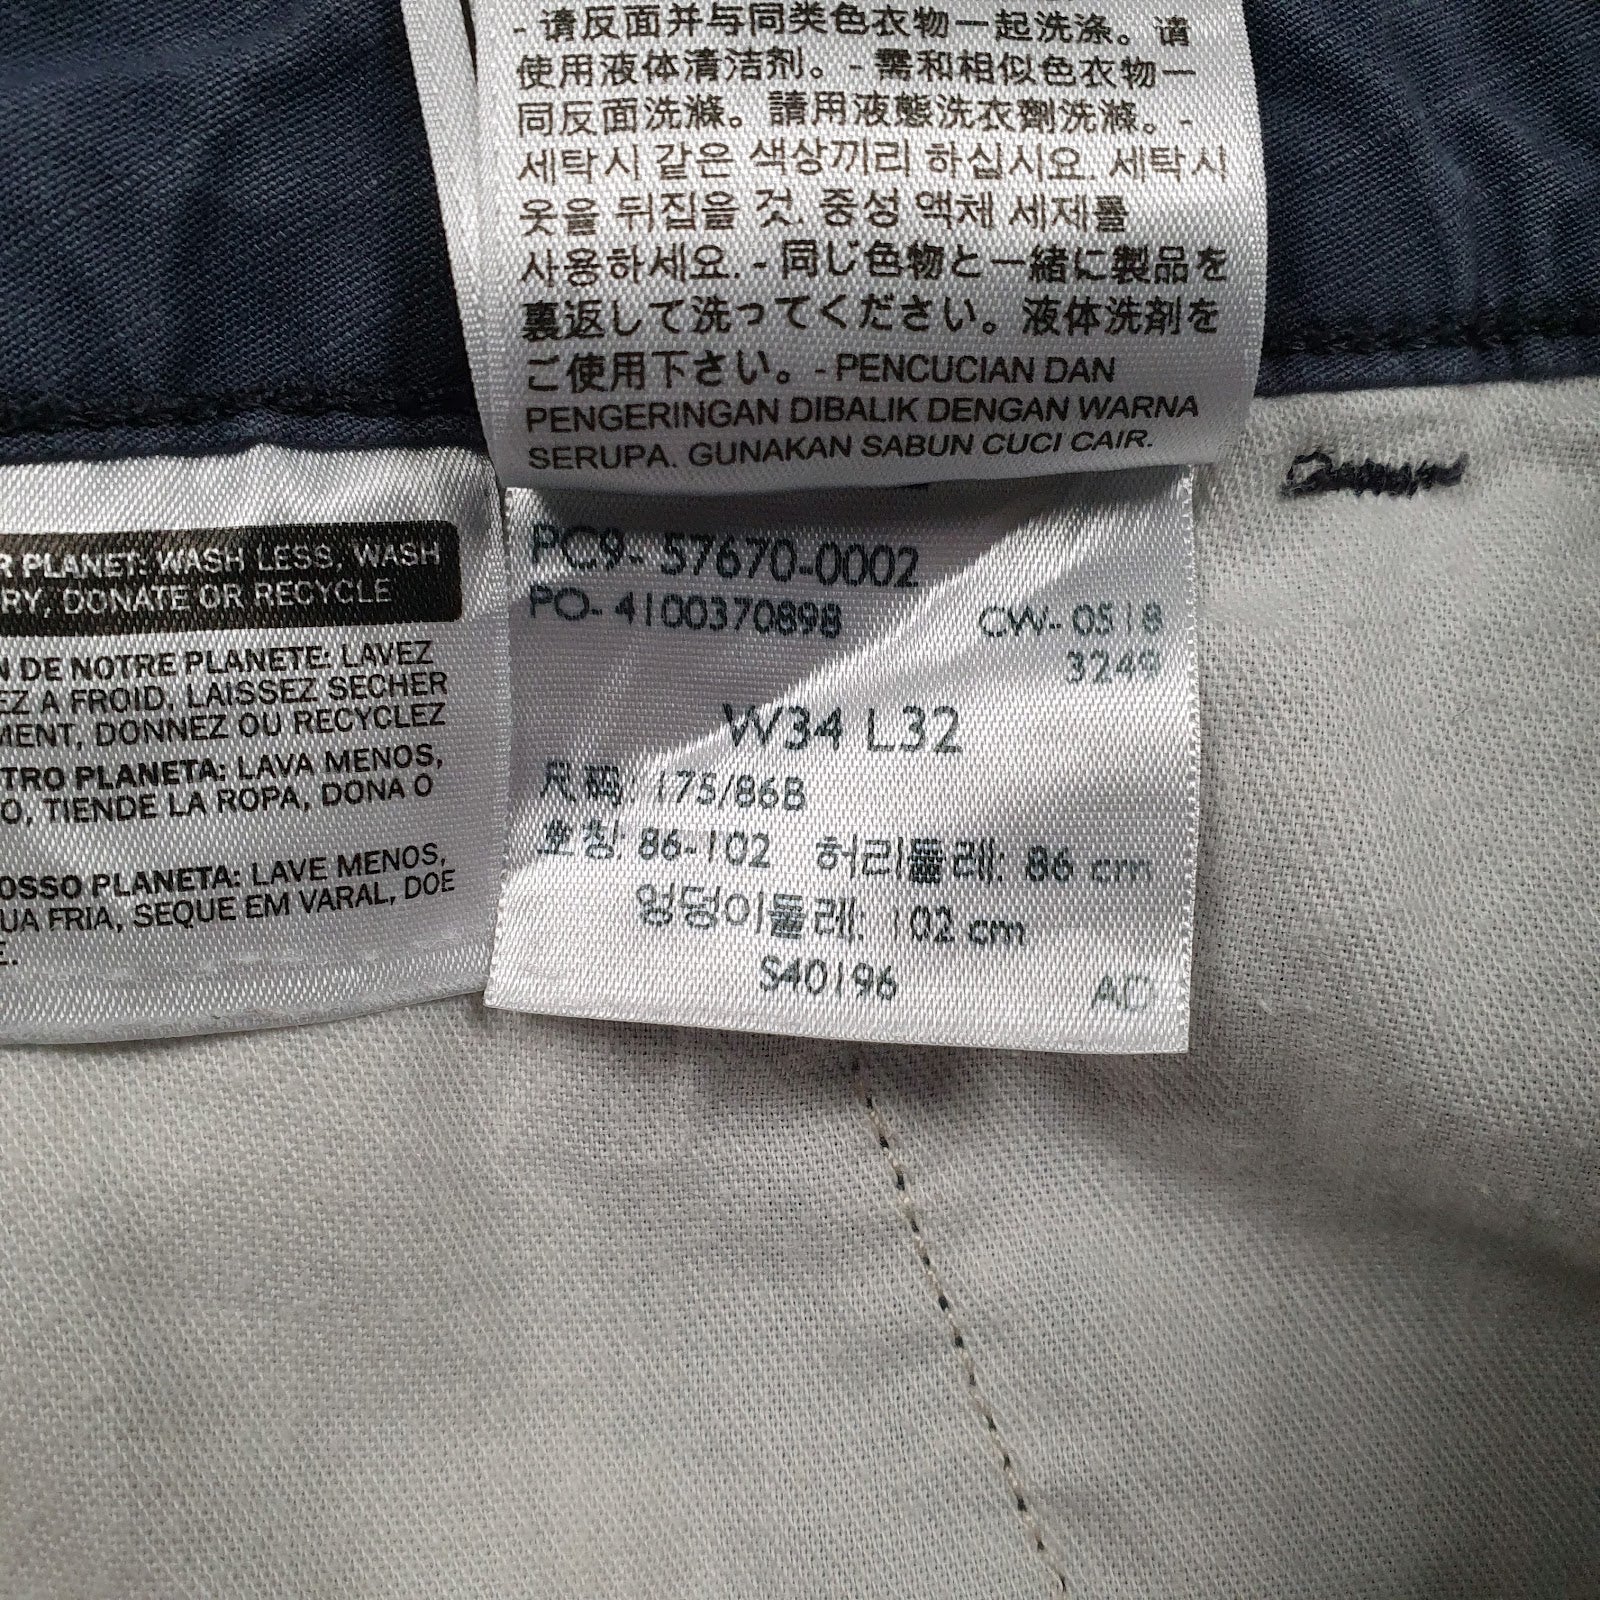 - 请反面并与同类色衣物一起洗涤。请
使用液体清洁剂。- 需和相似色衣物一
同反面洗滌。請用液態洗衣劑洗滌。-
세탁시 같은 색상끼리 하십시요. 세탁시
옷을 뒤집을 것. 중성 액체 세제를
사용하세요. - 同じ色物と一緒に製品を
裏返して洗ってください。液体洗剤を
ご使用下さい。- PENCUCIAN DAN
PENGERINGAN DIBALIK DENGAN WARNA
SERUPA. GUNAKAN SABUN CUCI CAIR.
R PLANET: WASH LESS, WASH
RY, DONATE OR RECYCLE
N DE NOTRE PLANETE: LAVEZ
EZ A FROID, LAISSEZ SECHER
MENT, DONNEZ OU RECYCLEZ
TRO PLANETA: LAVA MENOS,
O, TIENDE LA ROPA, DONA O
OSSO PLANETA: LAVE MENOS,
UA FRIA, SEQUE EM VARAL, DOE
E.
PC9- 57670-0002
PO- 4100370898 CW- 0518
3249
W34 L32
尺码: 175/86B
호칭: 86-102 허리둘레: 86 cm
엉덩이둘레: 102 cm
S40196 AD